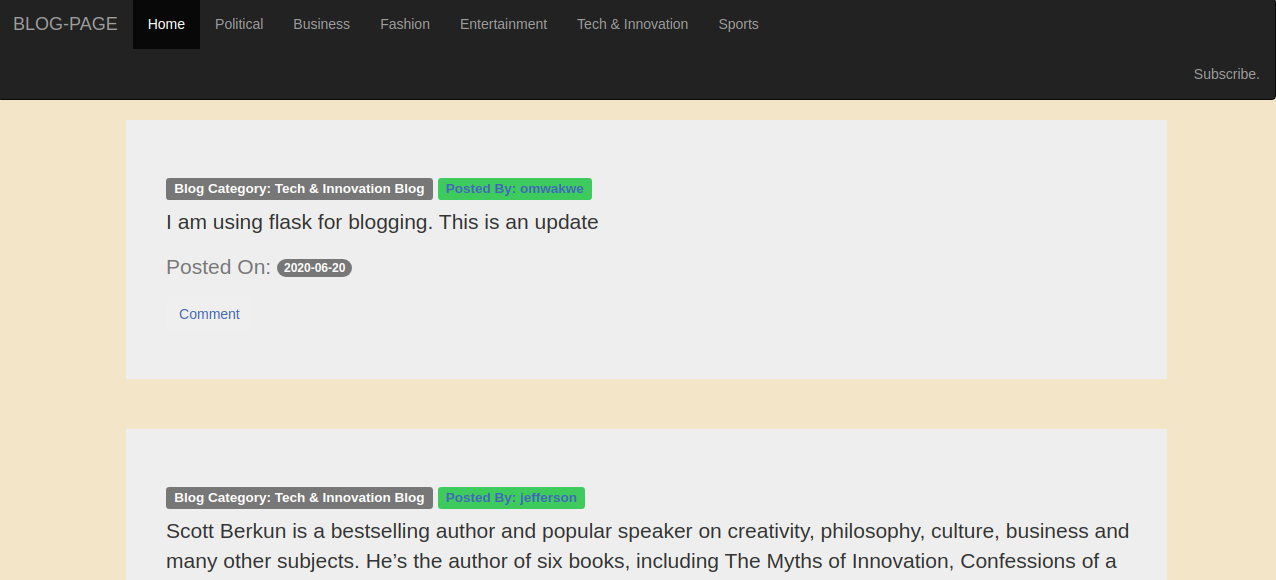 BLOG-PAGE Home Political Business Fashion Entertainment Tech & Innovation Sports
Subscribe.
Blog Category: Tech & Innovation Blog Posted By: omwakwe
I am using flask for blogging. This is an update
Posted On: 2020-06-20
Comment
Blog Category: Tech & Innovation Blog Posted By: jefferson
Scott Berkun is a bestselling author and popular speaker on creativity, philosophy, culture, business and
many other subjects. He’s the author of six books, including The Myths of Innovation, Confessions of a